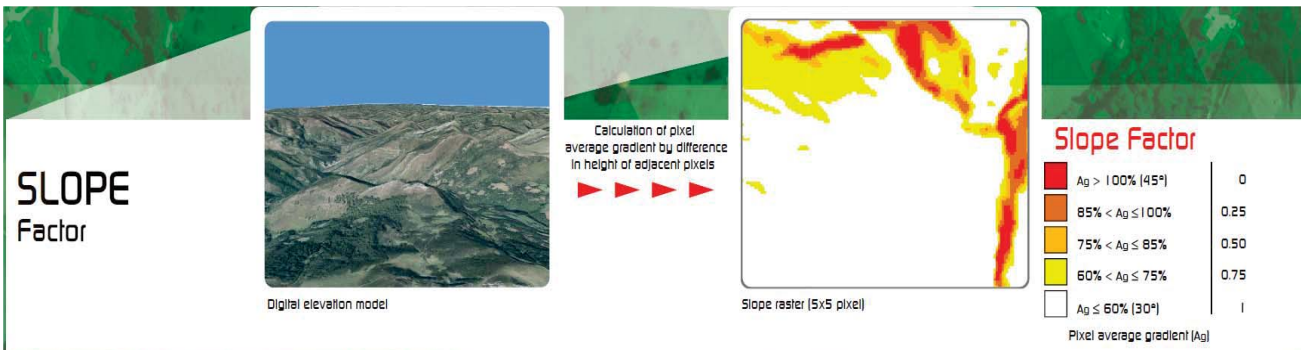 SLOPE
Factor
Digital elevation model
Calculation of pixel
average gradient by difference
in height of adjacent pixels
Slope raster (5x5 pixel)
Slope Factor
Ag > 100% (45°) 0
85% < Ag ≤ 100% 0.25
75% < Ag ≤ 85% 0.50
60% < Ag ≤ 75% 0.75
Ag ≤ 60% (30°) 1
Pixel average gradient (Ag)